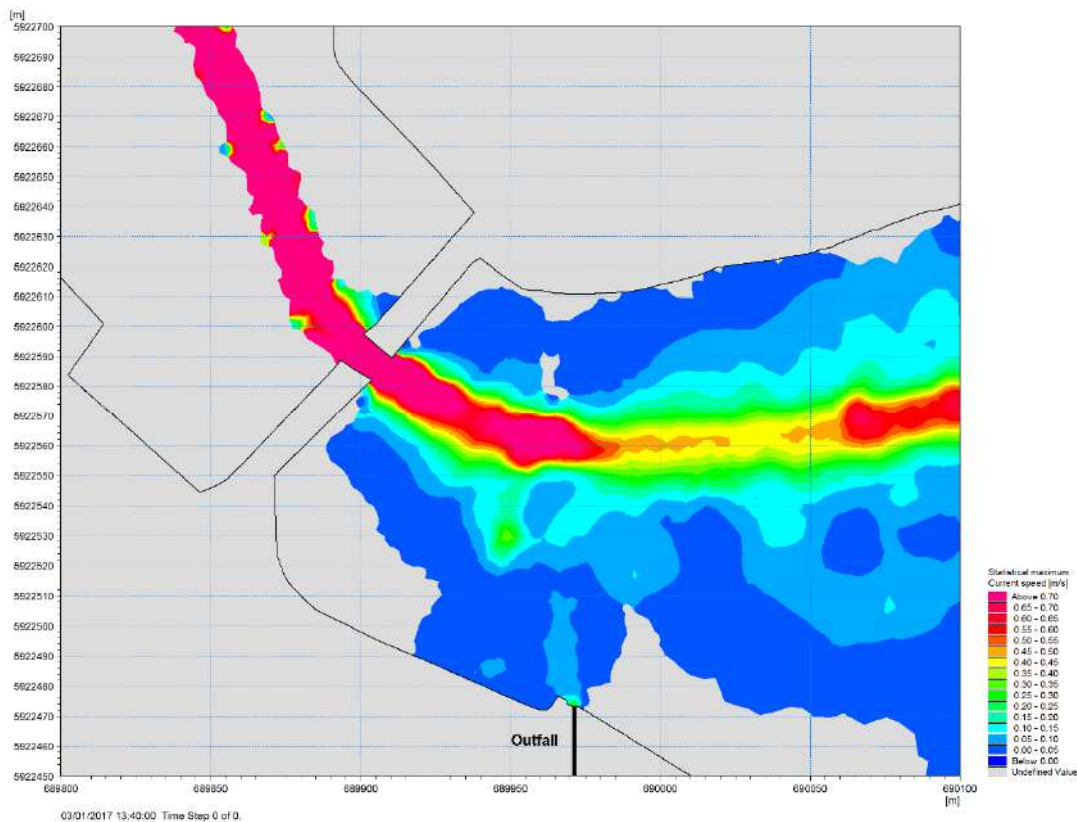 [m]
5922700
5922690
5922680
5922670
5922660
5922650
5922640
5922630
5922620
5922610
5922600
5922590
5922580
5922570
5922560
5922550
5922540
5922530
5922520
5922510
5922500
5922490
5922480
5922470
5922460
5922450
Outfall
689800 689850 689900 689950 690000 690050 690100
[m]
03/01/2017 13:40:00 Time Step 0 of 0.
Statistical maximum :
Current speed [m/s]
Above 0.70
0.65 - 0.70
0.60 - 0.65
0.55 - 0.60
0.50 - 0.55
0.45 - 0.50
0.40 - 0.45
0.35 - 0.40
0.30 - 0.35
0.25 - 0.30
0.20 - 0.25
0.15 - 0.20
0.10 - 0.15
0.05 - 0.10
0.00 - 0.05
Below 0.00
Undefined Value